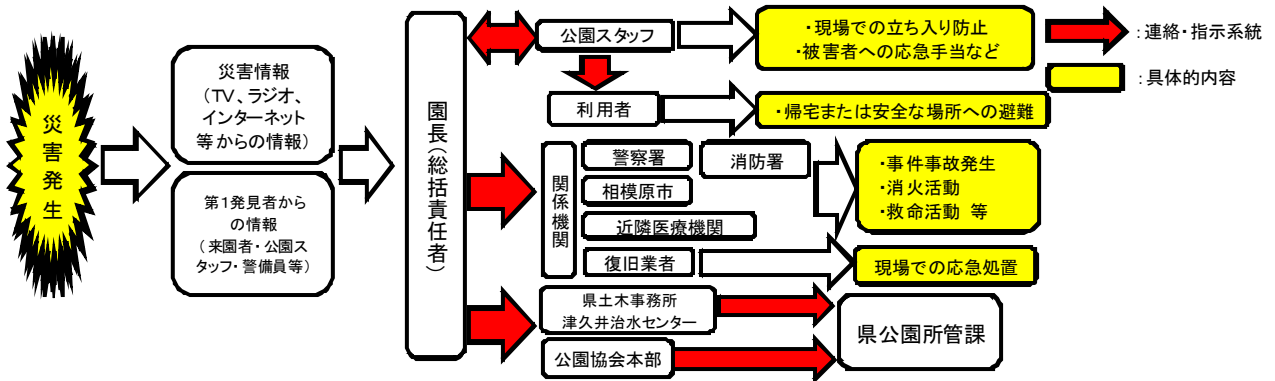 災害発生
災害情報
（TV、ラジオ、
インターネット
等からの情報）
第１発見者から
の情報
（来園者・公園ス
タッフ・警備員等）
園長（総括責任者）
公園スタッフ
・現場での立ち入り防止
・被害者への応急手当など
利用者
・帰宅または安全な場所への避難
関係機関
警察署
消防署
相模原市
近隣医療機関
復旧業者
・事件事故発生
・消火活動
・救命活動 等
現場での応急処置
県土木事務所
津久井治水センター
公園協会本部
県公園所管課
：連絡・指示系統
：具体的内容